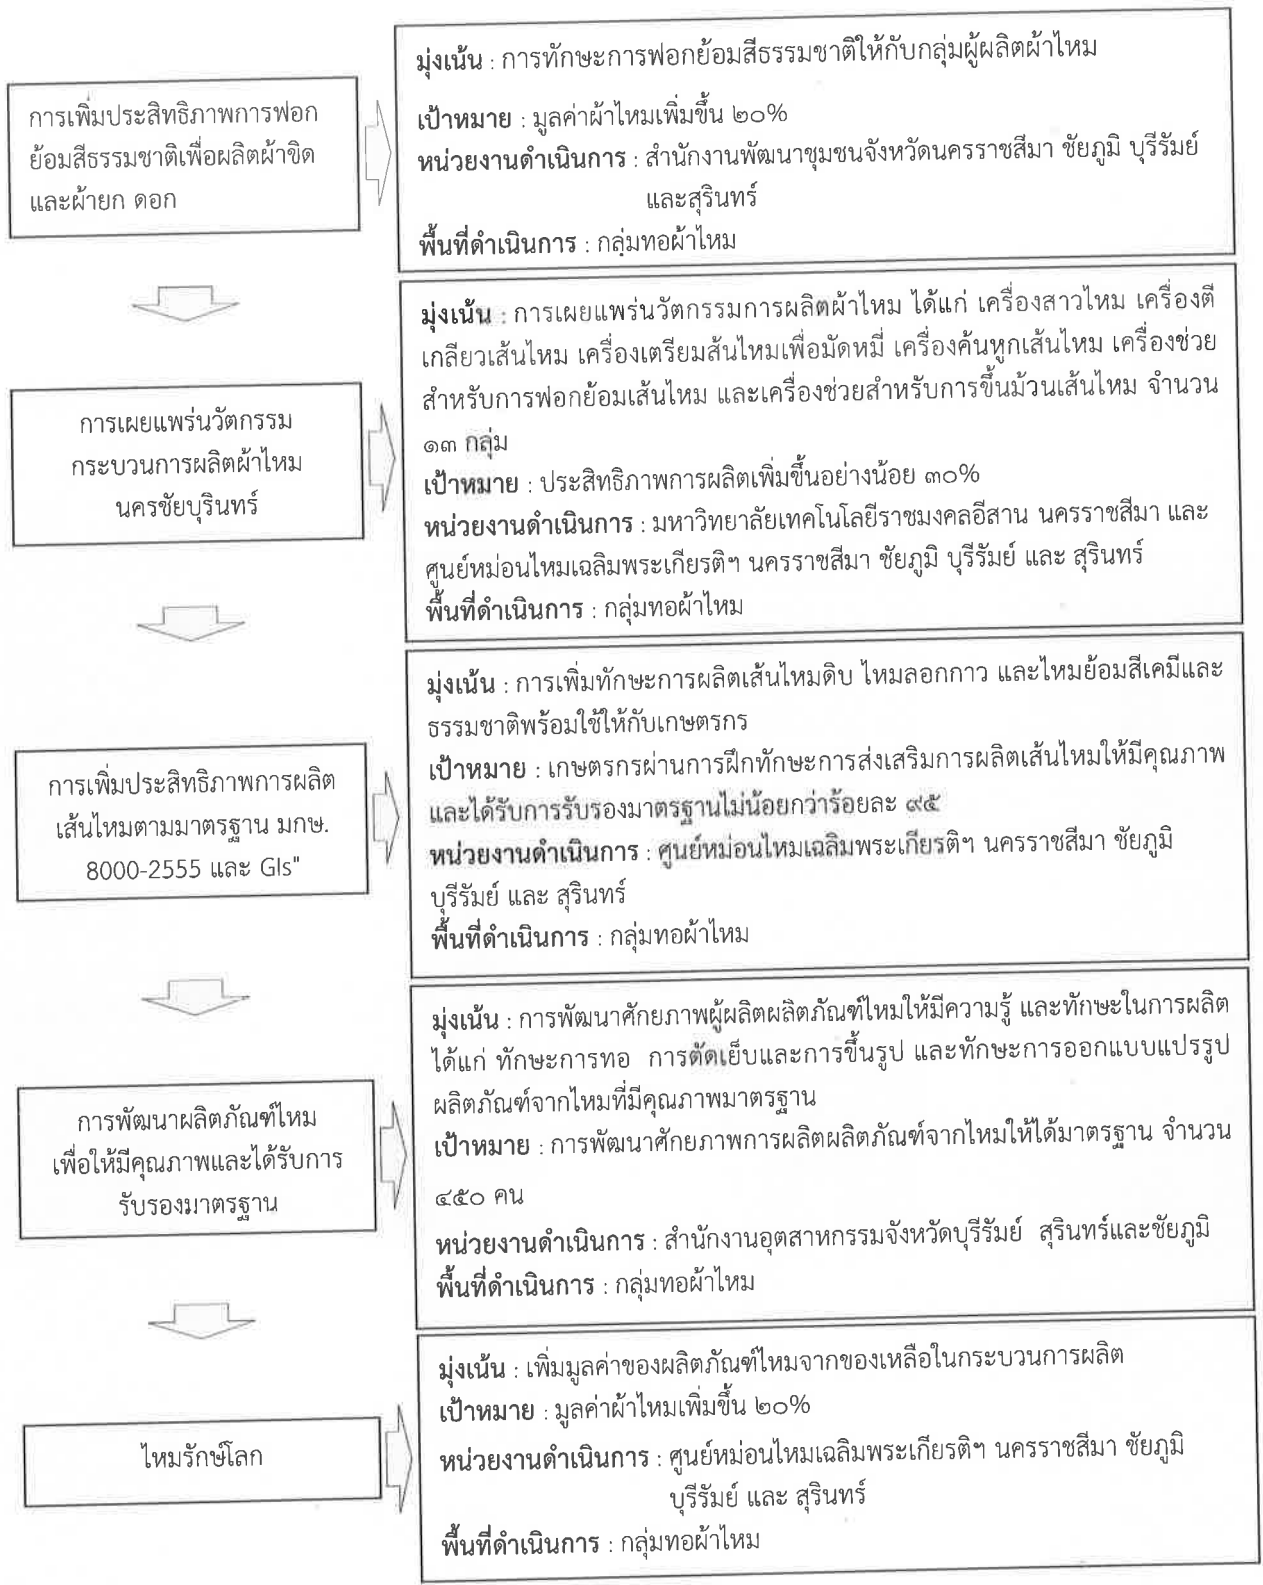 การเพิ่มประสิทธิภาพการฟอก
ย้อมสีธรรมชาติเพื่อผลิตผ้าขิด
และผ้ายก ดอก
มุ่งเน้น : การทักษะการฟอกย้อมสีธรรมชาติให้กับกลุ่มผู้ผลิตผ้าไหม
เป้าหมาย : มูลค่าผ้าไหมเพิ่มขึ้น ๒๐%
หน่วยงานดำเนินการ : สำนักงานพัฒนาชุมชนจังหวัดนครราชสีมา ชัยภูมิ บุรีรัมย์
และสุรินทร์
พื้นที่ดำเนินการ : กลุ่มทอผ้าไหม
การเผยแพร่นวัตกรรม
กระบวนการผลิตผ้าไหม
นครชัยบุรินทร์
มุ่งเน้น : การเผยแพร่นวัตกรรมการผลิตผ้าไหม ได้แก่ เครื่องสาวไหม เครื่องตี
เกลียวเส้นไหม เครื่องเตรียมส้นไหมเพื่อมัดหมี่ เครื่องค้นหูกเส้นไหม เครื่องช่วย
สำหรับการฟอกย้อมเส้นไหม และเครื่องช่วยสำหรับการขึ้นม้วนเส้นไหม จำนวน
๑๓ กลุ่ม
เป้าหมาย : ประสิทธิภาพการผลิตเพิ่มขึ้นอย่างน้อย ๓๐%
หน่วยงานดำเนินการ : มหาวิทยาลัยเทคโนโลยีราชมงคลอีสาน นครราชสีมา และ
ศูนย์หม่อนไหมเฉลิมพระเกียรติฯ นครราชสีมา ชัยภูมิ บุรีรัมย์ และ สุรินทร์
พื้นที่ดำเนินการ : กลุ่มทอผ้าไหม
การเพิ่มประสิทธิภาพการผลิต
เส้นไหมตามมาตรฐาน มกษ.
8000-2555 และ GIs"
มุ่งเน้น : การเพิ่มทักษะการผลิตเส้นไหมดิบ ไหมลอกกาว และไหมย้อมสีเคมีและ
ธรรมชาติพร้อมใช้ให้กับเกษตรกร
เป้าหมาย : เกษตรกรผ่านการฝึกทักษะการส่งเสริมการผลิตเส้นไหมให้มีคุณภาพ
และได้รับการรับรองมาตรฐานไม่น้อยกว่าร้อยละ ๙๕
หน่วยงานดำเนินการ : ศูนย์หม่อนไหมเฉลิมพระเกียรติฯ นครราชสีมา ชัยภูมิ
บุรีรัมย์ และ สุรินทร์
พื้นที่ดำเนินการ : กลุ่มทอผ้าไหม
การพัฒนาผลิตภัณฑ์ไหม
เพื่อให้มีคุณภาพและได้รับการ
รับรองมาตรฐาน
มุ่งเน้น : การพัฒนาศักยภาพผู้ผลิตผลิตภัณฑ์ไหมให้มีความรู้ และทักษะในการผลิต
ได้แก่ ทักษะการทอ การตัดเย็บและการขึ้นรูป และทักษะการออกแบบแปรรูป
ผลิตภัณฑ์จากไหมที่มีคุณภาพมาตรฐาน
เป้าหมาย : การพัฒนาศักยภาพการผลิตผลิตภัณฑ์จากไหมให้ได้มาตรฐาน จำนวน
๔๕๐ คน
หน่วยงานดำเนินการ : สำนักงานอุตสาหกรรมจังหวัดบุรีรัมย์ สุรินทร์และชัยภูมิ
พื้นที่ดำเนินการ : กลุ่มทอผ้าไหม
ไหมรักษ์โลก
มุ่งเน้น : เพิ่มมูลค่าของผลิตภัณฑ์ไหมจากของเหลือในกระบวนการผลิต
เป้าหมาย : มูลค่าผ้าไหมเพิ่มขึ้น ๒๐%
หน่วยงานดำเนินการ : ศูนย์หม่อนไหมเฉลิมพระเกียรติฯ นครราชสีมา ชัยภูมิ
บุรีรัมย์ และ สุรินทร์
พื้นที่ดำเนินการ : กลุ่มทอผ้าไหม